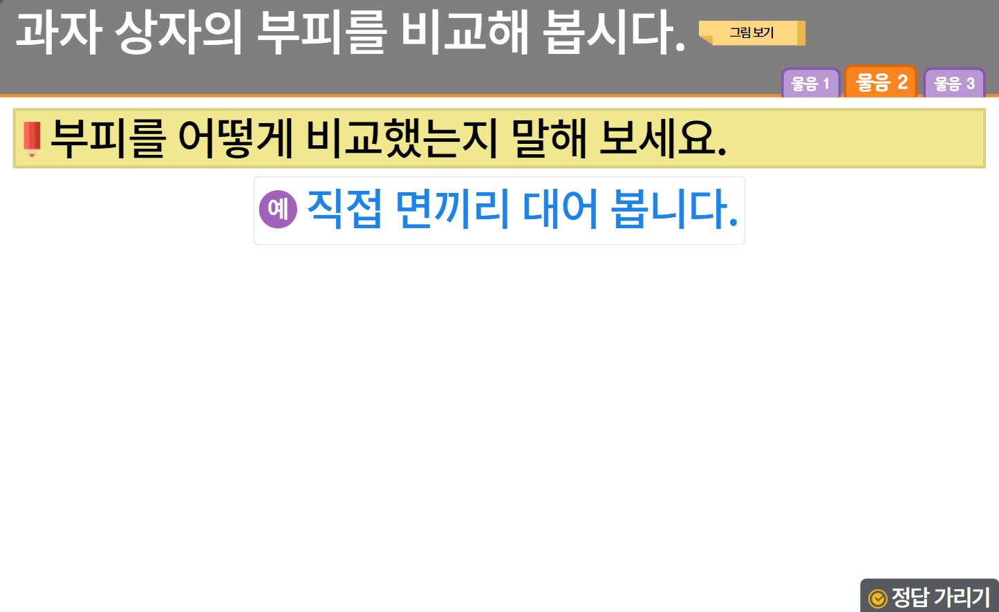 과자 상자의 부피를 비교해 봅시다.
그림 보기
물음 1 물음 2 물음 3
부피를 어떻게 비교했는지 말해 보세요.
예 직접 면끼리 대어 봅니다.
정답 가리기